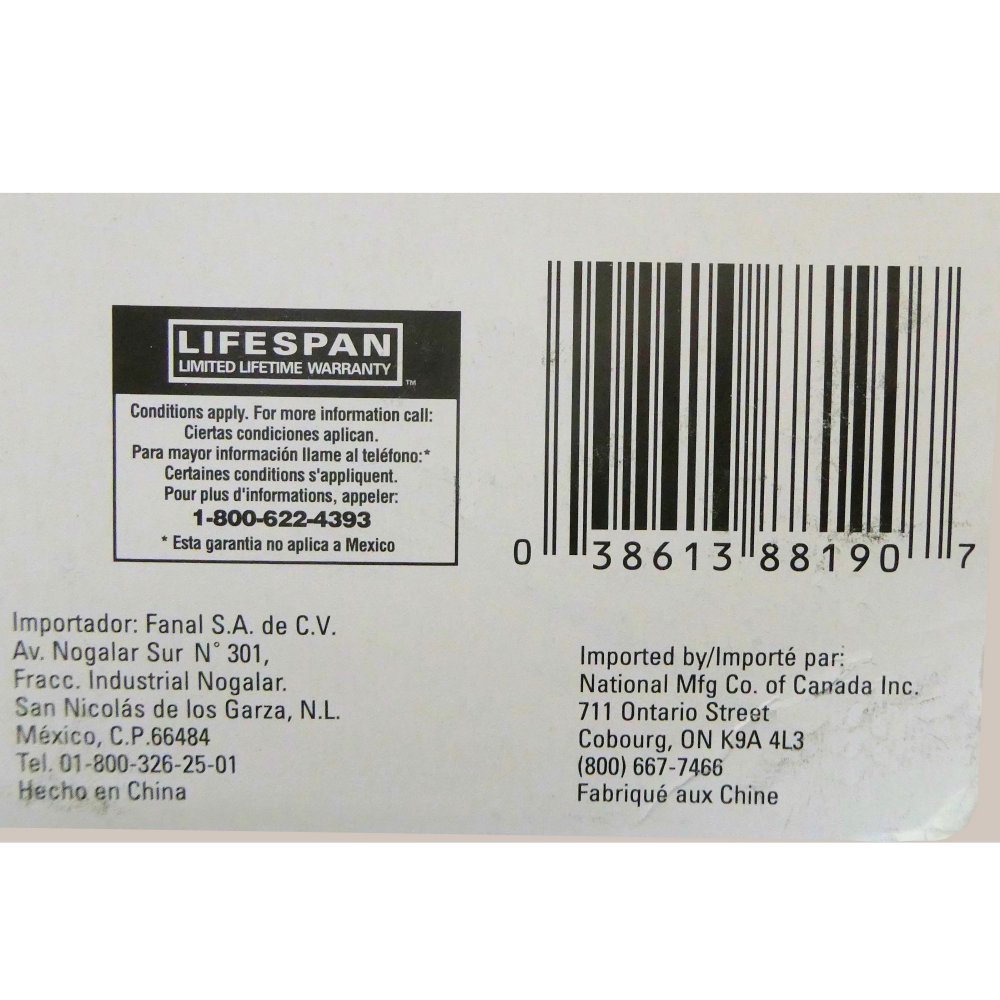 LIFESPAN
LIMITED LIFETIME WARRANTY
™
Conditions apply. For more information call:
Ciertas condiciones aplican.
Para mayor información llame al teléfono:*
Certaines conditions s'appliquent.
Pour plus d'informations, appeler:
1-800-622-4393
* Esta garantia no aplica a Mexico
0 38613 88190 7
Importador: Fanal S.A. de C.V.
Av. Nogalar Sur N° 301,
Fracc. Industrial Nogalar.
San Nicolás de los Garza, N.L.
México, C.P.66484
Tel. 01-800-326-25-01
Hecho en China
Imported by/Importé par:
National Mfg Co. of Canada Inc.
711 Ontario Street
Cobourg, ON K9A 4L3
(800) 667-7466
Fabriqué aux Chine